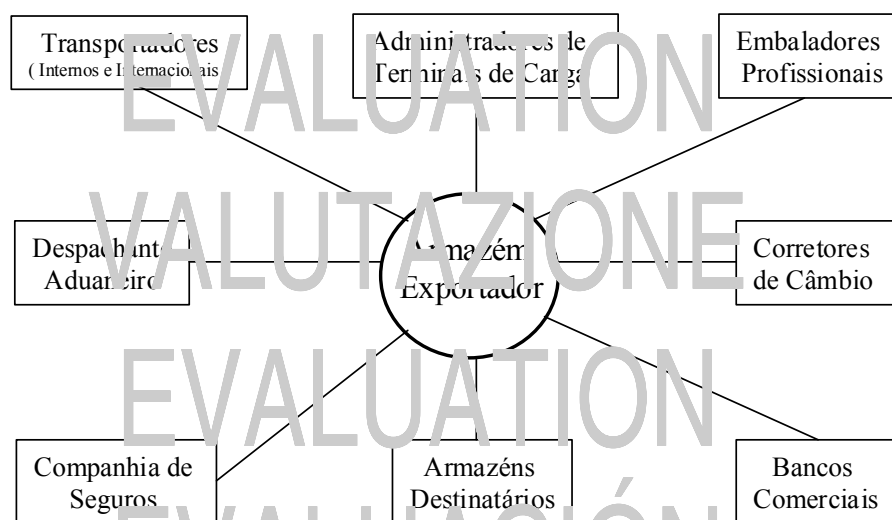 Transportadores
( Internos e Internacionais
Administradores de
Terminais de Carga
Embaladores
Profissionais
EVALUATION
Despachante
Aduaneiro
Armazém
Exportador
Corretores
de Câmbio
VALUTAZIONE
EVALUATION
Companhia de
Seguros
Armazéns
Destinatários
Bancos
Comerciais
EVALUACIÓN